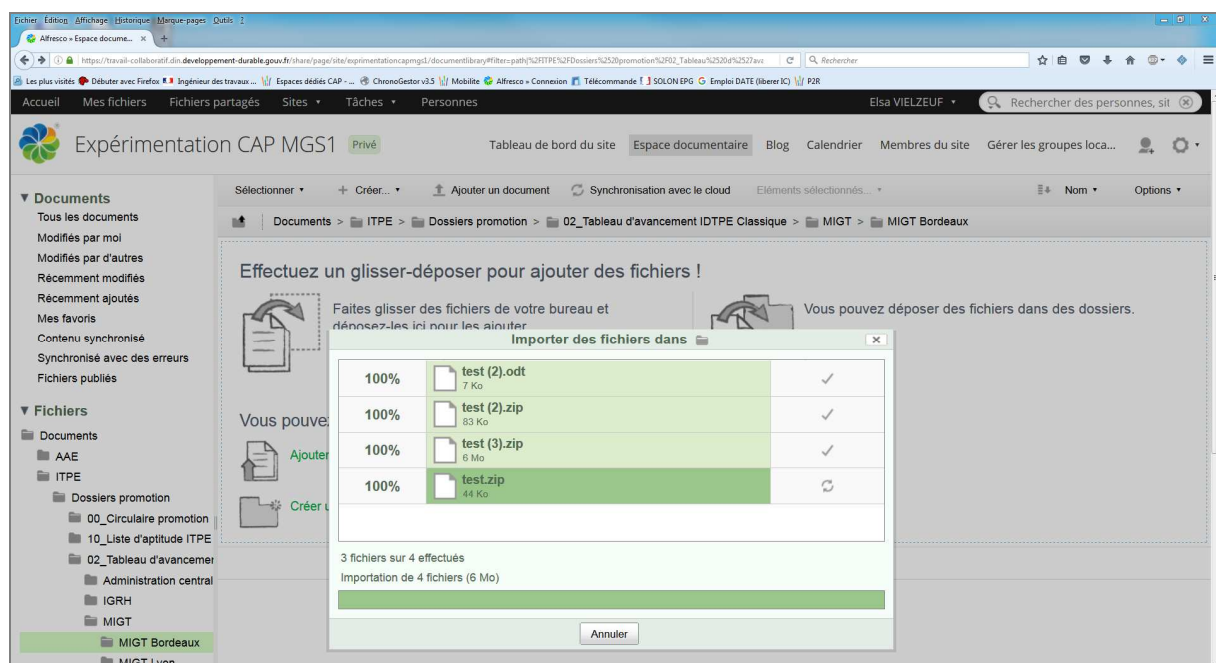 Fichier Edition Affichage Historique Marque-pages Outils ?
Alfresco » Espace docume... × +
https://travail-collaboratif.din.developpement-durable.gouv.fr/share/page/site/exprimentationcapmgs1/documentlibrary#filter=path|%2FITPE%2FDossiers%2520promotion%2F02_Tableau%2520d%2527ava
Rechercher
Les plus visités Débuter avec Firefox Ingénieur des travaux ... Espaces dédiés CAP - ... ChronoGestor v3.5 Mobilite Alfresco » Connexion Télécommande SOLON EPG Emploi DATE (liberer IC) P2R
Accueil Mes fichiers Fichiers partagés Sites Tâches Personnes Elsa VIELZEUF Rechercher des personnes, sit
Expérimentation CAP MGS1 Privé Tableau de bord du site Espace documentaire Blog Calendrier Membres du site Gérer les groupes loca...
Sélectionner + Créer... Ajouter un document Synchronisation avec le cloud Eléments sélectionnés... Nom Options
Documents > ITPE > Dossiers promotion > 02_Tableau d'avancement IDTPE Classique > MIGT > MIGT Bordeaux
Documents
Tous les documents
Modifiés par moi
Modifiés par d'autres
Récemment modifiés
Récemment ajoutés
Mes favoris
Contenu synchronisé
Synchronisé avec des erreurs
Fichiers publiés
Fichiers
Documents
AAE
ITPE
Dossiers promotion
00_Circulaire promotion
10_Liste d'aptitude ITPE
02_Tableau d'avancemer
Administration central
IGRH
MIGT
MIGT Bordeaux
MIGT Lyon
Effectuez un glisser-déposer pour ajouter des fichiers !
Faites glisser des fichiers de votre bureau et
déposez-les ici pour les ajouter.
Vous pouvez déposer des fichiers dans des dossiers.
Vous pouve
Ajouter
Créer u
Importer des fichiers dans
100% test (2).odt
7 Ko
100% test (2).zip
83 Ko
100% test (3).zip
6 Mo
100% test.zip
44 Ko
3 fichiers sur 4 effectués
Importation de 4 fichiers (6 Mo)
Annuler